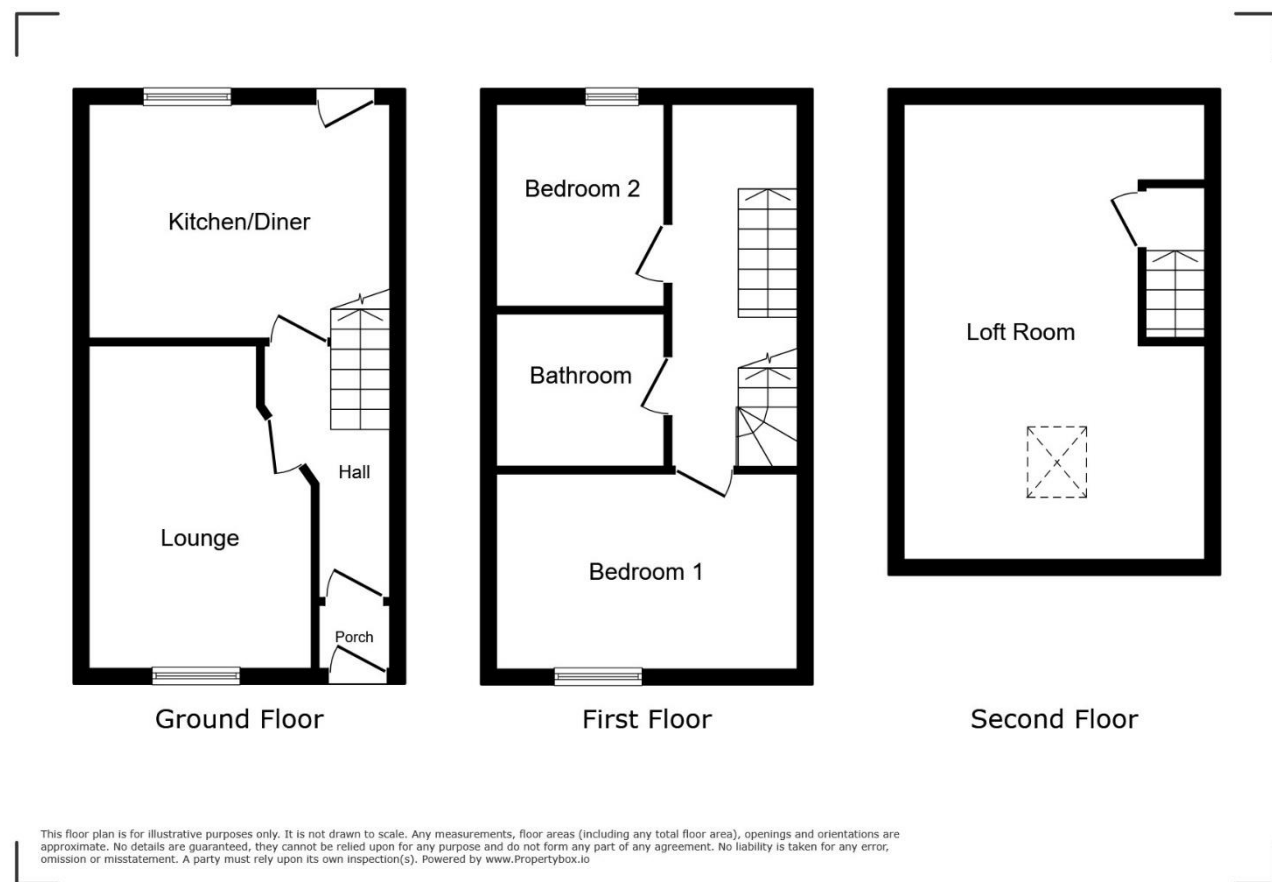 Kitchen/Diner
Lounge
Hall
Porch
Ground Floor
Bedroom 2
Bathroom
Bedroom 1
First Floor
Loft Room
Second Floor
This floor plan is for illustrative purposes only. It is not drawn to scale. Any measurements, floor areas (including any total floor area), openings and orientations are
approximate. No details are guaranteed, they cannot be relied upon for any purpose and do not form any part of any agreement. No liability is taken for any error,
omission or misstatement. A party must rely upon its own inspection(s). Powered by www.Propertybox.io